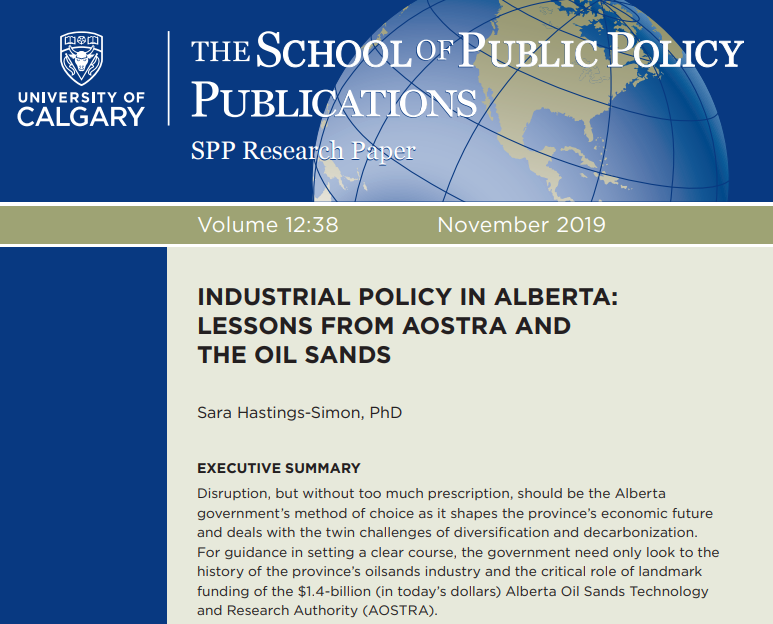 UNIVERSITY OF
CALGARY
THE SCHOOL OF PUBLIC POLICY
PUBLICATIONS
SPP Research Paper
Volume 12:38 November 2019
INDUSTRIAL POLICY IN ALBERTA:
LESSONS FROM AOSTRA AND
THE OIL SANDS
Sara Hastings-Simon, PhD
EXECUTIVE SUMMARY
Disruption, but without too much prescription, should be the Alberta
government’s method of choice as it shapes the province’s economic future
and deals with the twin challenges of diversification and decarbonization.
For guidance in setting a clear course, the government need only look to the
history of the province’s oilsands industry and the critical role of landmark
funding of the $1.4-billion (in today’s dollars) Alberta Oil Sands Technology
and Research Authority (AOSTRA).